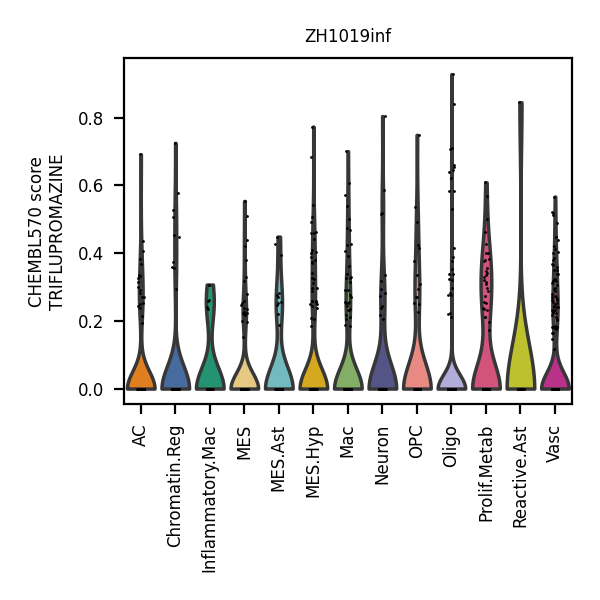 ZH1019inf
CHEMBL570 score
TRIFLUPROMAZINE
0.8
0.6
0.4
0.2
0.0
AC
Chromatin.Reg
Inflammatory.Mac
MES
MES.Ast
MES.Hyp
Mac
Neuron
OPC
Oligo
Prolif.Metab
Reactive.Ast
Vasc